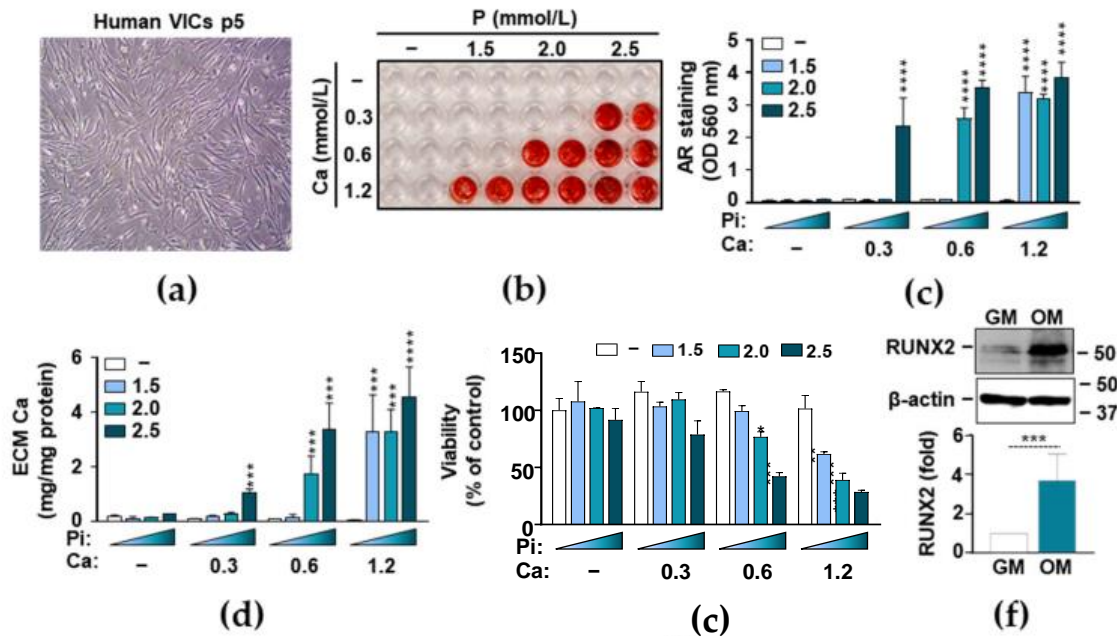 Human VICs p5
(a)
P (mmol/L)
– 1.5 2.0 2.5
Ca (mmol/L)
–
0.3
0.6
1.2
(b)
AR staining
(OD 560 nm)
5
4
3
2
1
0
–
1.5
2.0
2.5
****
**** ****
**** **** ****
Pi:
Ca: – 0.3 0.6 1.2
(c)
ECM Ca
(mg/mg protein)
6
4
2
0
–
1.5
2.0
2.5
***
*** ***
*** *** ****
Pi:
Ca: – 0.3 0.6 1.2
(d)
Viability
(% of control)
150
100
50
0
– 1.5 2.0 2.5
*
Pi:
Ca: – 0.3 0.6 1.2
(c)
GM OM
RUNX2
– 50
β-actin
50
37
RUNX2 (fold)
6
4
2
0
***
GM OM
(f)